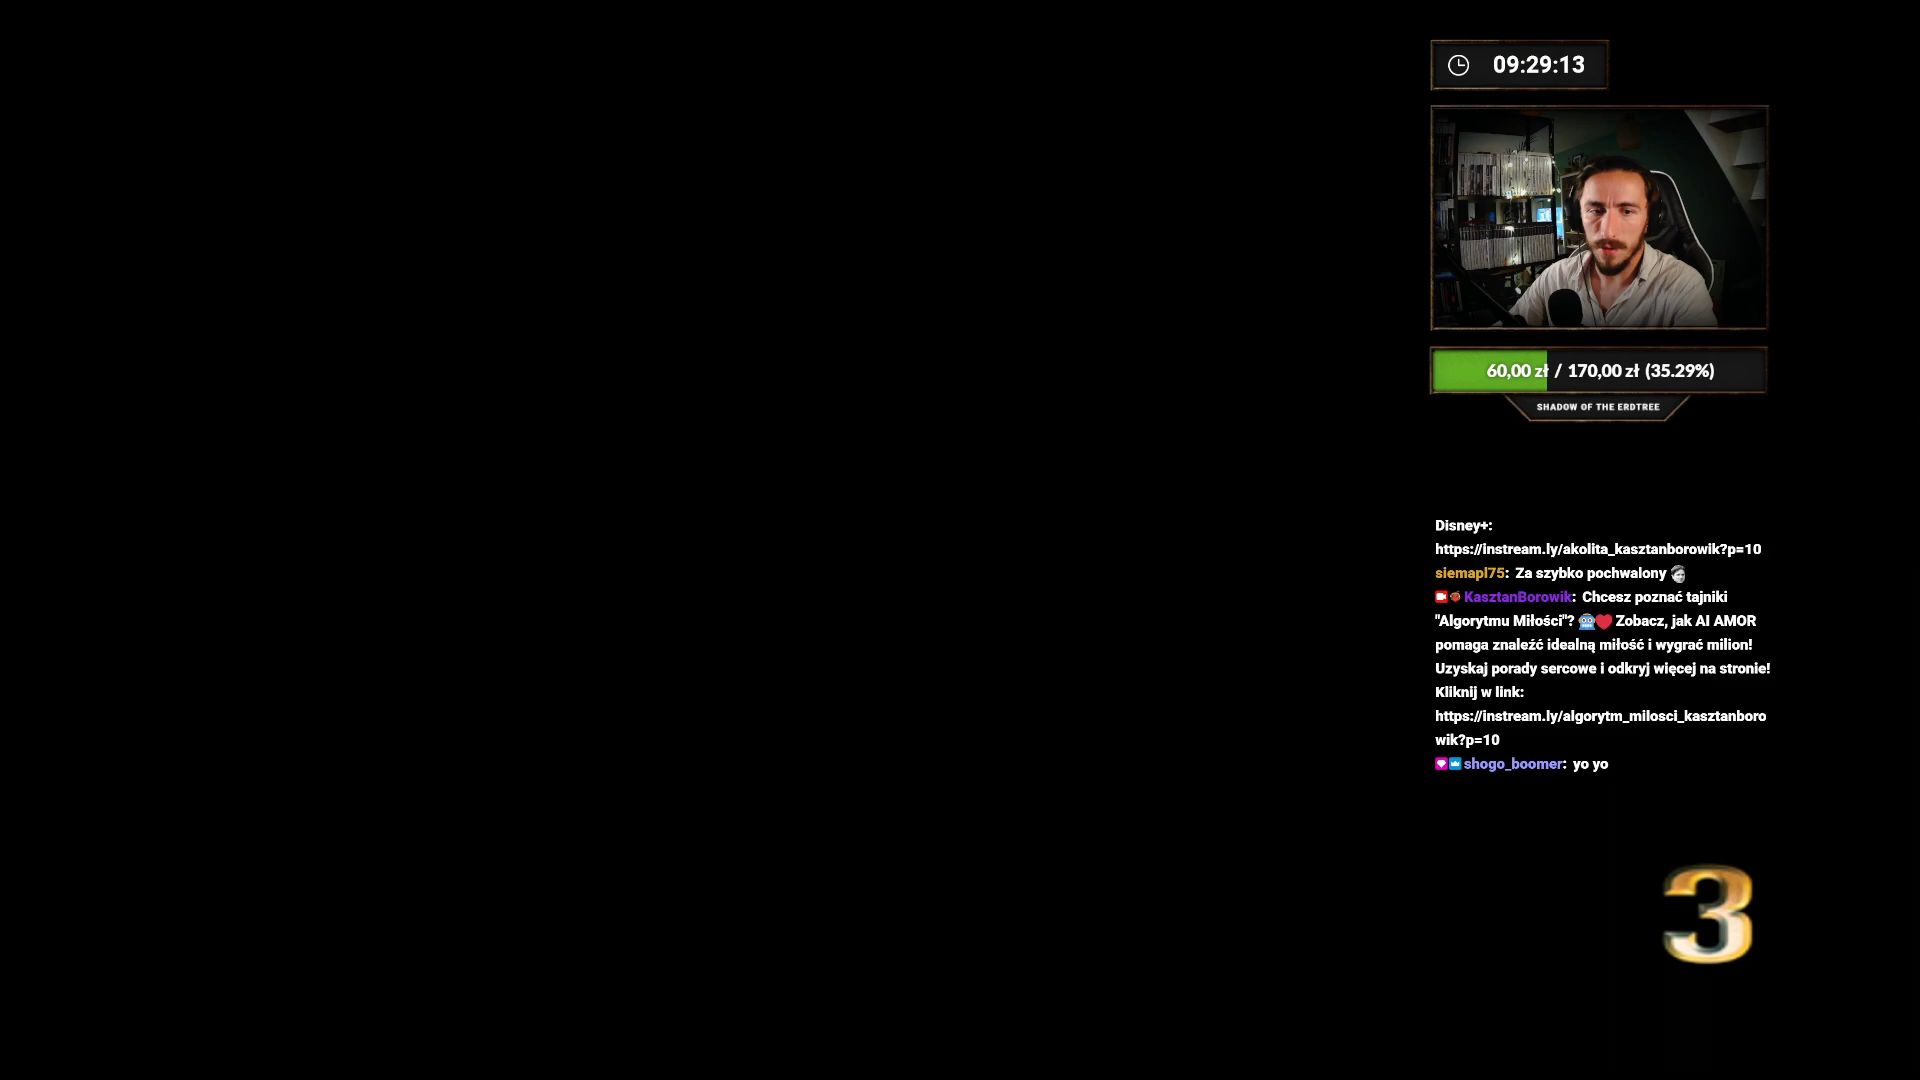 09:29:13
60,00 zł / 170,00 zł (35.29%)
SHADOW OF THE ERDTREE
Disney+:
https://instream.ly/akolita_kasztanborowik?p=10
siemapl75: Za szybko pochwalony
KasztanBorowik: Chcesz poznać tajniki
"Algorytmu Miłości"? 🤖❤️ Zobacz, jak AI AMOR
pomaga znaleźć idealną miłość i wygrać milion!
Uzyskaj porady sercowe i odkryj więcej na stronie!
Kliknij w link:
https://instream.ly/algorytm_milosci_kasztanboro
wik?p=10
shogo_boomer: yo yo
3